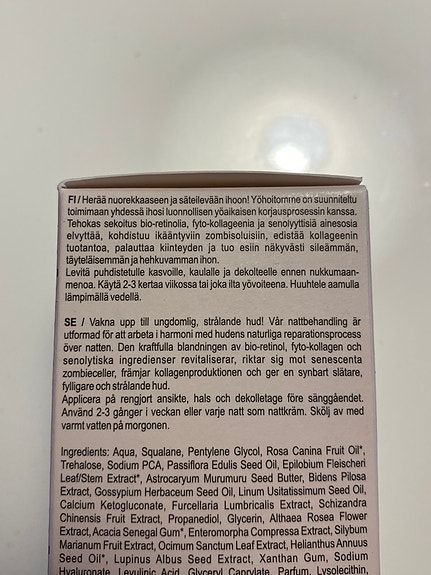 FI / Herää nuorekkaaseen ja säteilevään ihoon! Yöhoitomme on suunniteltu
toimimaan yhdessä ihosi luonnollisen yöaikaisen korjausprosessin kanssa.
Tehokas sekoitus bio-retinolia, fyto-kollageenia ja senolyyttisiä ainesosia
elvyttää, kohdistuu ikääntyviin zombisoluisiin, edistää kollageenin
tuotantoa, palauttaa kiinteyden ja tuo esiin näkyvästi sileämmän,
täyteläisemmän ja hehkuvamman ihon.
Levitä puhdistetulle kasvoille, kaulalle ja dekolteelle ennen nukkumaan-
menoa. Käytä 2-3 kertaa viikossa tai joka ilta yövoiteena. Huuhtele aamulla
lämpimällä vedellä.
SE / Vakna upp till ungdomlig, strålande hud! Vår nattbehandling är
utformad för att arbeta i harmoni med hudens naturliga reparationsprocess
över natten. Den kraftfulla blandningen av bio-retinol, fyto-kollagen och
senolytiska ingredienser revitaliserar, riktar sig mot senescenta
zombieceller, främjar kollagenproduktionen och ger en synbart slätare,
fylligare och strålande hud.
Applicera på rengjort ansikte, hals och dekolletage före sänggåendet.
Använd 2-3 gånger i veckan eller varje natt som nattkräm. Skölj av med
varmt vatten på morgonen.
Ingredients: Aqua, Squalane, Pentylene Glycol, Rosa Canina Fruit Oil*,
Trehalose, Sodium PCA, Passiflora Edulis Seed Oil, Epilobium Fleischeri
Leaf/Stem Extract*, Astrocaryum Murumuru Seed Butter, Bidens Pilosa
Extract, Gossypium Herbaceum Seed Oil, Linum Usitatissimum Seed Oil,
Calcium Ketogluconate, Furcellaria Lumbricalis Extract, Schizandra
Chinensis Fruit Extract, Propanediol, Glycerin, Althaea Rosea Flower
Extract, Acacia Senegal Gum*, Enteromorpha Compressa Extract, Silybum
Marianum Fruit Extract, Ocimum Sanctum Leaf Extract, Helianthus Annuus
Seed Oil*, Lupinus Albus Seed Extract, Xanthan Gum, Sodium
Hyaluronate, Levulinic Acid, Glyceryl Caprylate, Parfum, Lysolecithin,